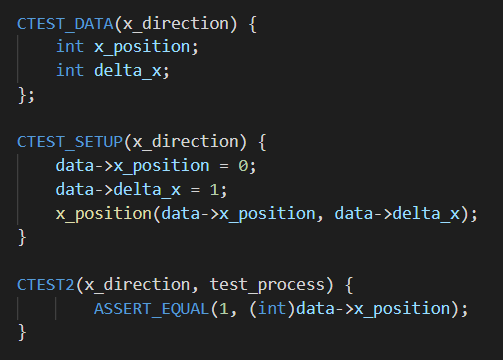 CTEST_DATA(x_direction) {
    int x_position;
    int delta_x;
};

CTEST_SETUP(x_direction) {
    data->x_position = 0;
    data->delta_x = 1;
    x_position(data->x_position, data->delta_x);
}

CTEST2(x_direction, test_process) {
        ASSERT_EQUAL(1, (int)data->x_position);
}